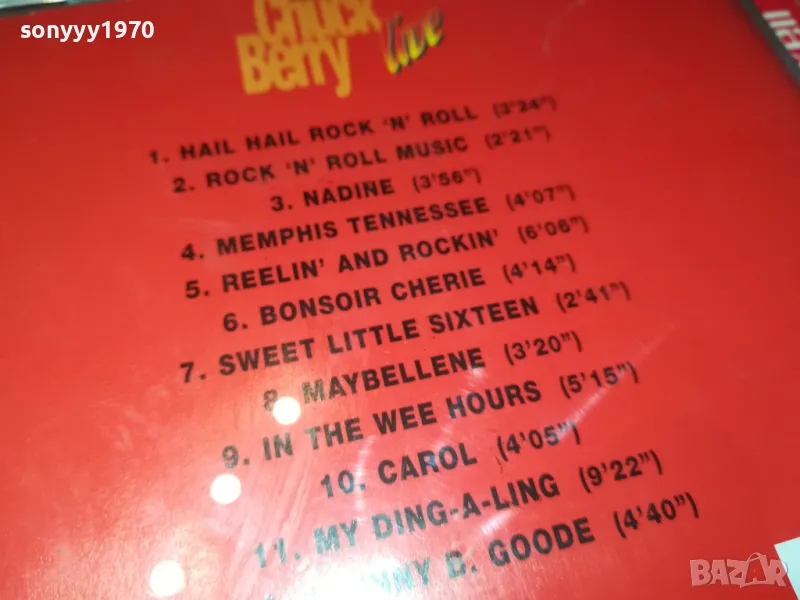 sonyyy1970
Chuck
Berry live
1. HAIL HAIL ROCK 'N' ROLL (3'24")
2. ROCK 'N' ROLL MUSIC (2'21")
3. NADINE (3'56")
4. MEMPHIS TENNESSEE (4'07")
5. REELIN' AND ROCKIN' (6'06")
6. BONSOIR CHERIE (4'14")
7. SWEET LITTLE SIXTEEN (2'41")
8. MAYBELLENE (3'20")
9. IN THE WEE HOURS (5'15")
10. CAROL (4'05")
11. MY DING-A-LING (9'22")
B. GOODE (4'40")
BAZAR
bg